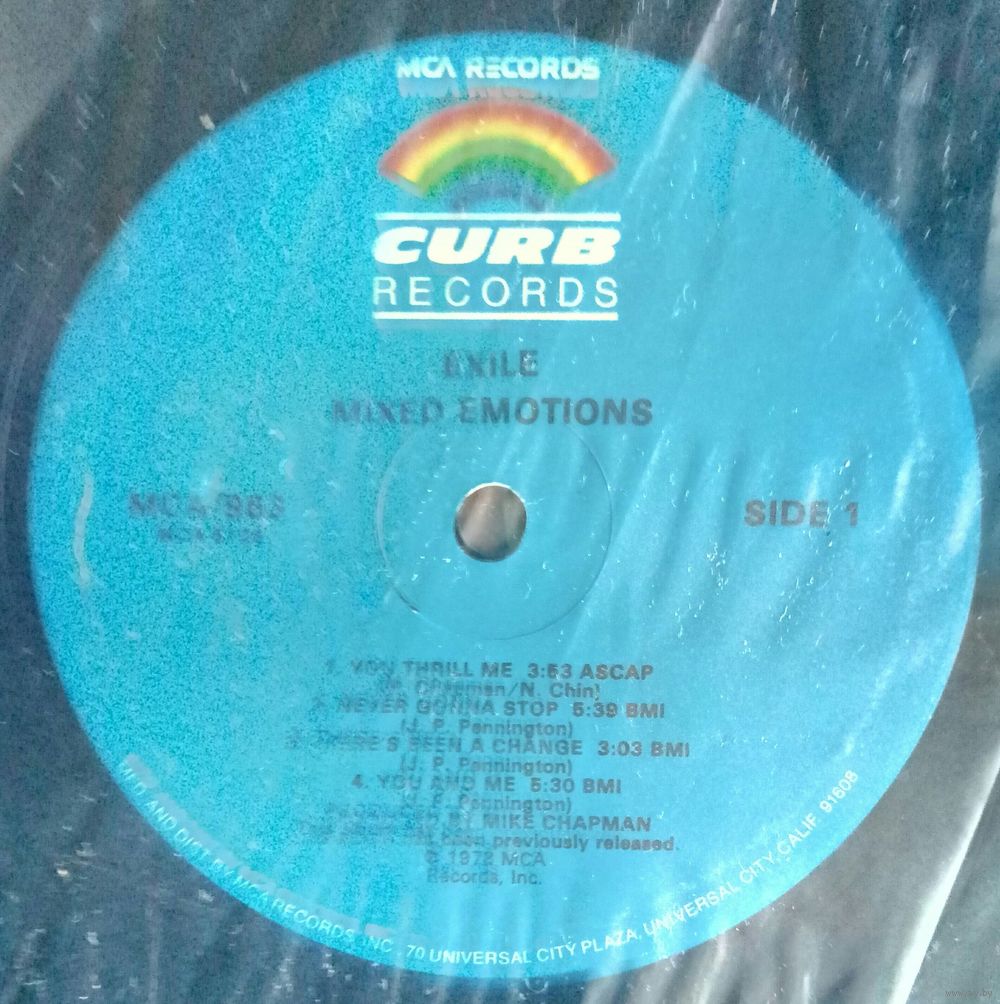 MCA RECORDS
CURB
RECORDS
EXILE
MIXED EMOTIONS
SIDE 1
1. YOU THRILL ME 3:53 ASCAP
(M. Chapman/N. Chin)
2. NEVER GONNA STOP 5:39 BMI
(J. P. Pennington)
3. THERE'S BEEN A CHANGE 3:03 BMI
(J. P. Pennington)
4. YOU AND ME 5:30 BMI
(J. P. Pennington)
PRODUCED BY MIKE CHAPMAN
has been previously released.
MCA
Records, Inc.
MFD AND DIST BY MCA RECORDS INC. 70 UNIVERSAL CITY PLAZA, UNIVERSAL CITY, CALIF. 91608